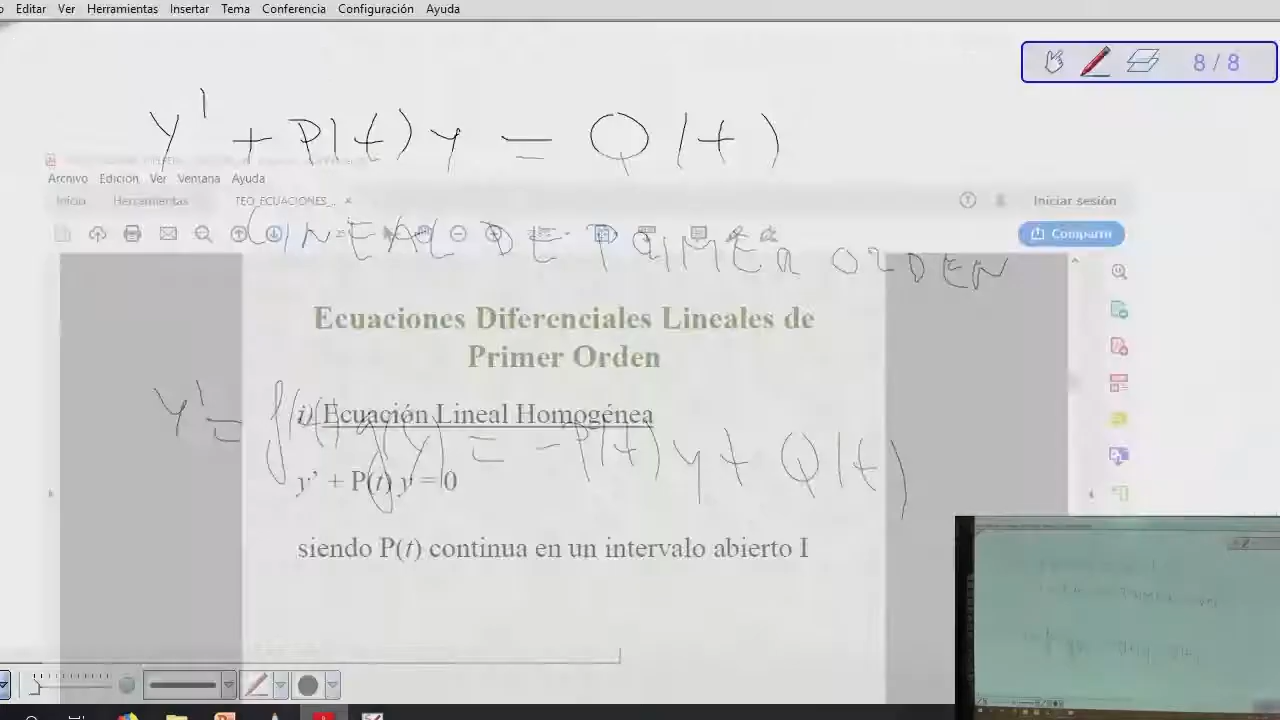 Editar Ver Herramientas Insertar Tema Conferencia Configuración Ayuda
8 / 8
y' + P(t) y = Q(t)
Archivo Edición Ver Ventana Ayuda
Inicio Herramientas TEO_ECUACIONES_... × Iniciar sesión
LINEAL DE PRIMER ORDEN
Compartir
Ecuaciones Diferenciales Lineales de
Primer Orden
i) Ecuación Lineal Homogénea
y' = f(t) g(y) = -P(t) y + Q(t)
y’ + P(t) y = 0
siendo P(t) continua en un intervalo abierto I